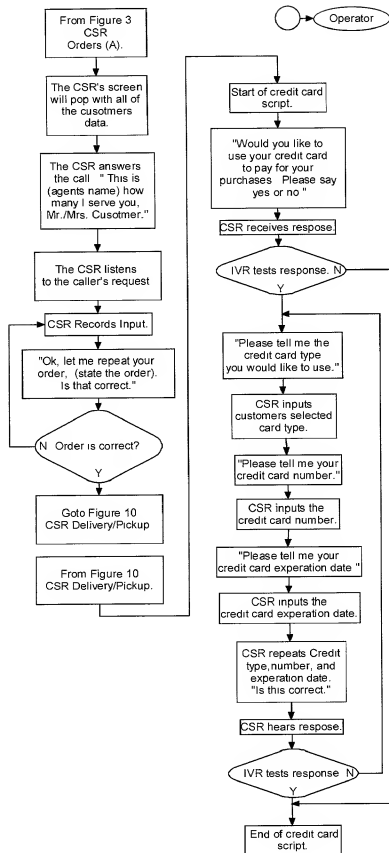 From Figure 3
CSR
Orders (A).
The CSR's screen
will pop with all of
the cusotmers
data.
The CSR answers
the call " This is
(agents name) how
many I serve you,
Mr./Mrs. Cusotmer."
The CSR listens
to the caller's request
CSR Records Input.
"Ok, let me repeat your
order, (state the order).
Is that correct."
N Order is correct?
Y
Goto Figure 10
CSR Delivery/Pickup
From Figure 10
CSR Delivery/Pickup.
Operator
Start of credit card
script.
"Would you like to
use your credit card
to pay for your
purchases Please say
yes or no "
CSR receives respose.
IVR tests response. N
Y
"Please tell me the
credit card type
you would like to use."
CSR inputs
customers selected
card type.
"Please tell me your
credit card number."
CSR inputs the
credit card number.
"Please tell me your
credit card experation date "
CSR inputs the
credit card experation date.
CSR repeats Credit
type,number, and
experation date.
"Is this correct."
CSR hears respose.
IVR tests response N
Y
End of credit card
script.